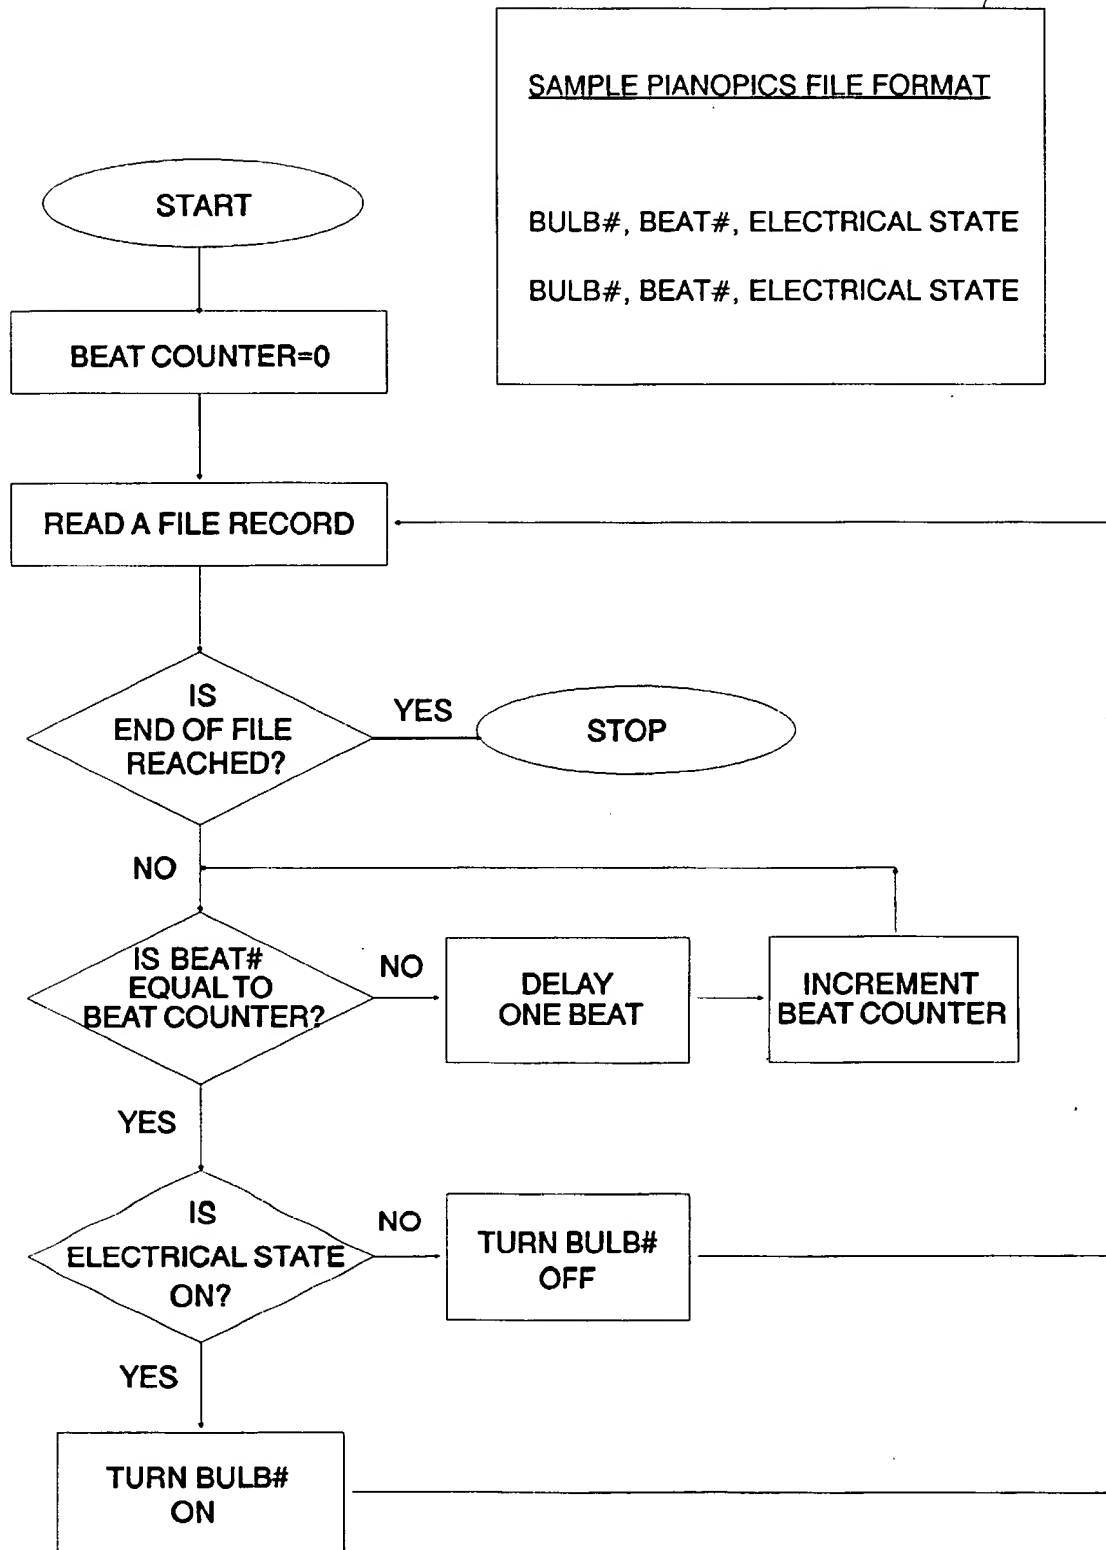 SAMPLE PIANOPICS FILE FORMAT
BULB#, BEAT#, ELECTRICAL STATE
BULB#, BEAT#, ELECTRICAL STATE
START
BEAT COUNTER=0
READ A FILE RECORD
IS
END OF FILE
REACHED?
YES
STOP
NO
IS BEAT#
EQUAL TO
BEAT COUNTER?
NO
DELAY
ONE BEAT
INCREMENT
BEAT COUNTER
YES
IS
ELECTRICAL STATE
ON?
NO
TURN BULB#
OFF
YES
TURN BULB#
ON